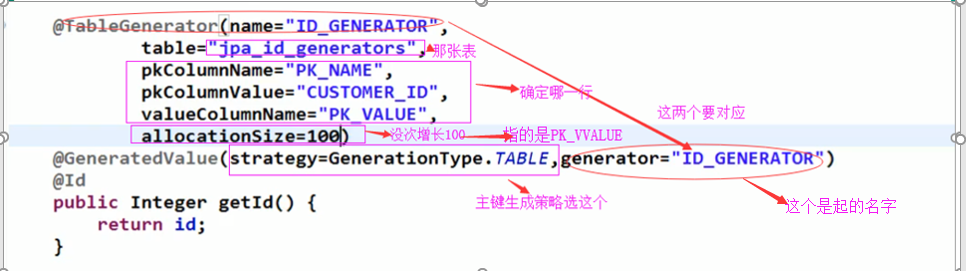 @TableGenerator(name="ID_GENERATOR",
table="jpa_id_generators", 那张表
pkColumnName="PK_NAME",
pkColumnValue="CUSTOMER_ID", 确定哪一行
valueColumnName="PK_VALUE", 这两个要对应
allocationSize=100) 没次增长100 指的是PK_VVALUE
@GeneratedValue(strategy=GenerationType.TABLE,generator="ID_GENERATOR")
@Id
public Integer getId() { 主键生成策略选这个 这个是起的名字
return id;
}